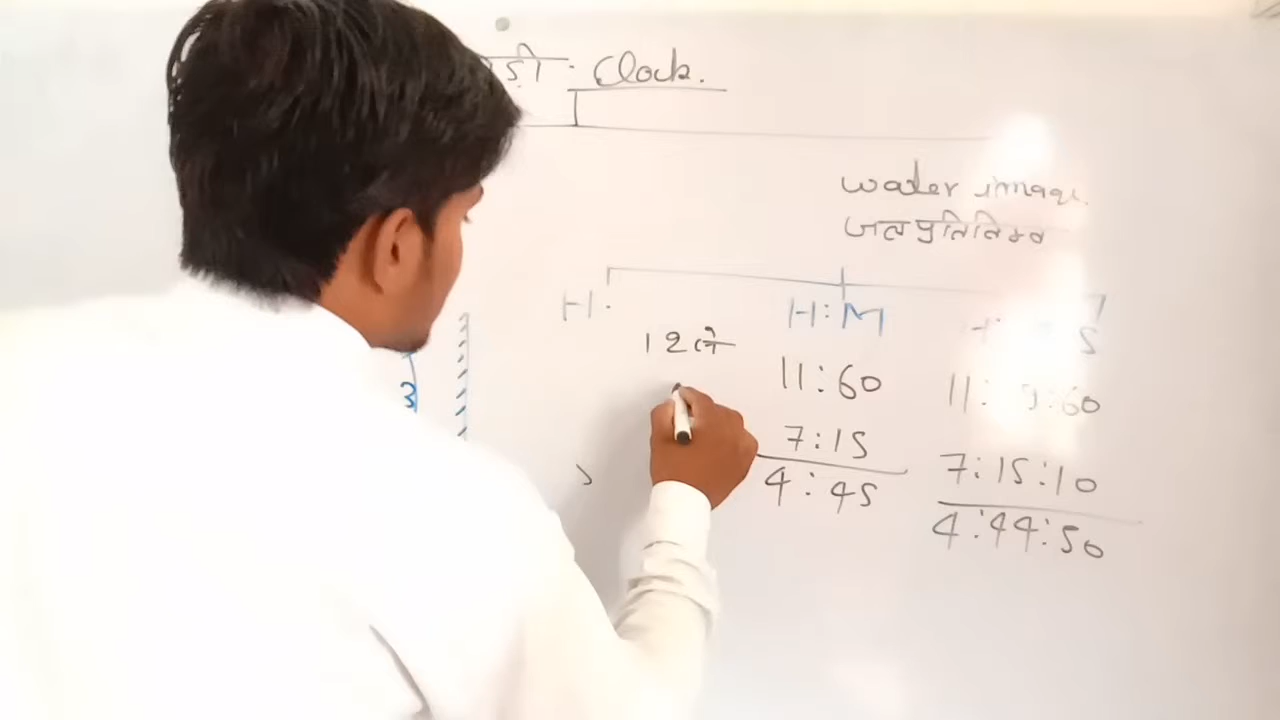 Clock.
water image.
जलप्रतिबिम्ब
H. H:M S
12 से
11:60
7:15
4:45
11: 9:60
7:15:10
4:44:50
3